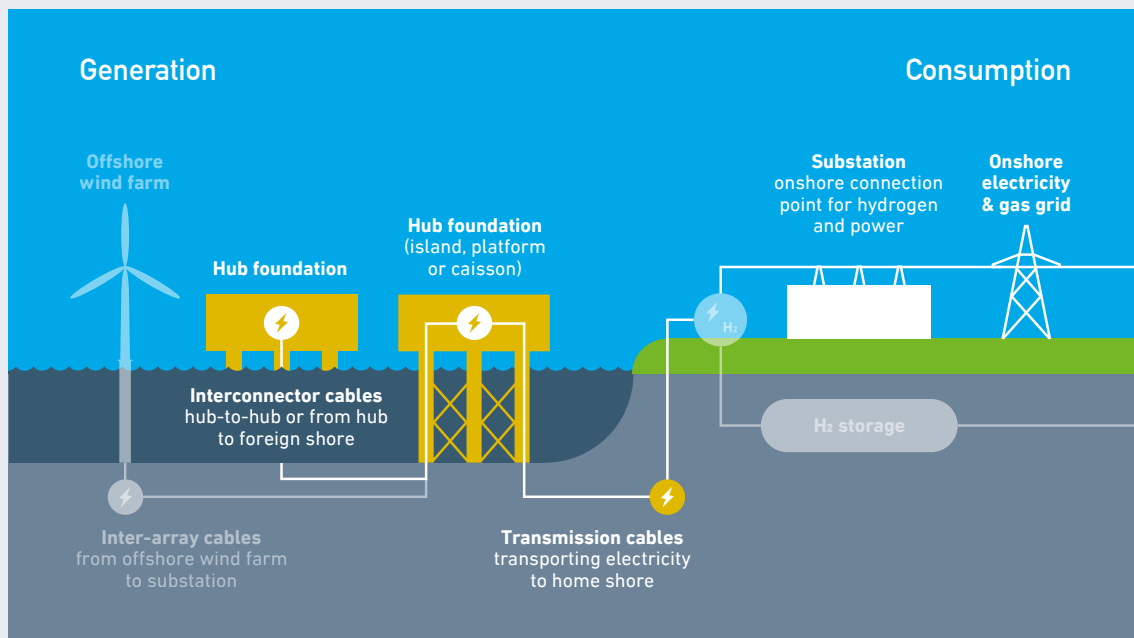 Generation
Consumption
Offshore
wind farm
Hub foundation
Hub foundation
(island, platform
or caisson)
Substation
onshore connection
point for hydrogen
and power
Onshore
electricity
& gas grid
H₂
Interconnector cables
hub-to-hub or from hub
to foreign shore
H₂ storage
Inter-array cables
from offshore wind farm
to substation
Transmission cables
transporting electricity
to home shore